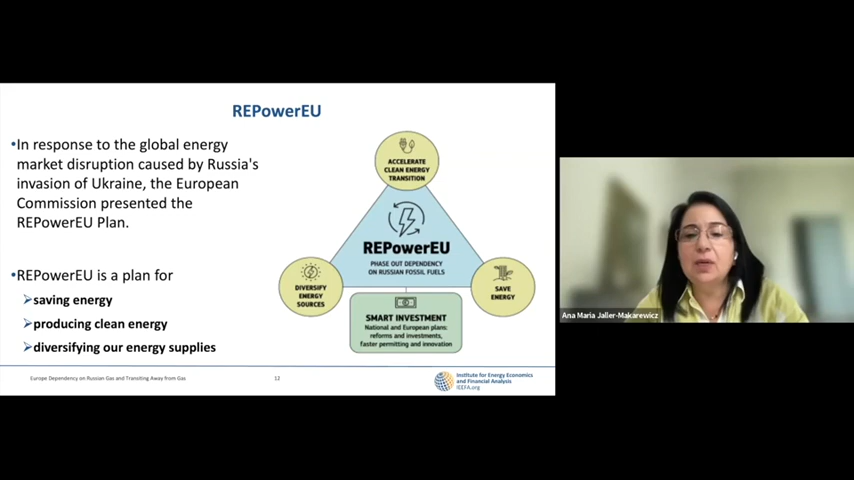 REPowerEU
•In response to the global energy
market disruption caused by Russia's
invasion of Ukraine, the European
Commission presented the
REPowerEU Plan.
•REPowerEU is a plan for
➢saving energy
➢producing clean energy
➢diversifying our energy supplies
ACCELERATE
CLEAN ENERGY
TRANSITION
REPowerEU
PHASE OUT DEPENDENCY
ON RUSSIAN FOSSIL FUELS
DIVERSIFY
ENERGY
SOURCES
SAVE
ENERGY
SMART INVESTMENT
National and European plans:
reforms and investments,
faster permitting and innovation
Europe Dependency on Russian Gas and Transiting Away from Gas
12
Institute for Energy Economics
and Financial Analysis
IEEFA.org
Ana Maria Jaller-Makarewicz